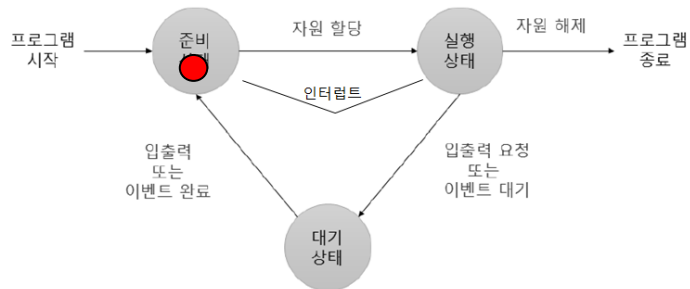 프로그램
시작
준비
자원 할당
실행
상태
자원 해제
프로그램
종료
인터럽트
입출력
또는
이벤트 완료
입출력 요청
또는
이벤트 대기
대기
상태